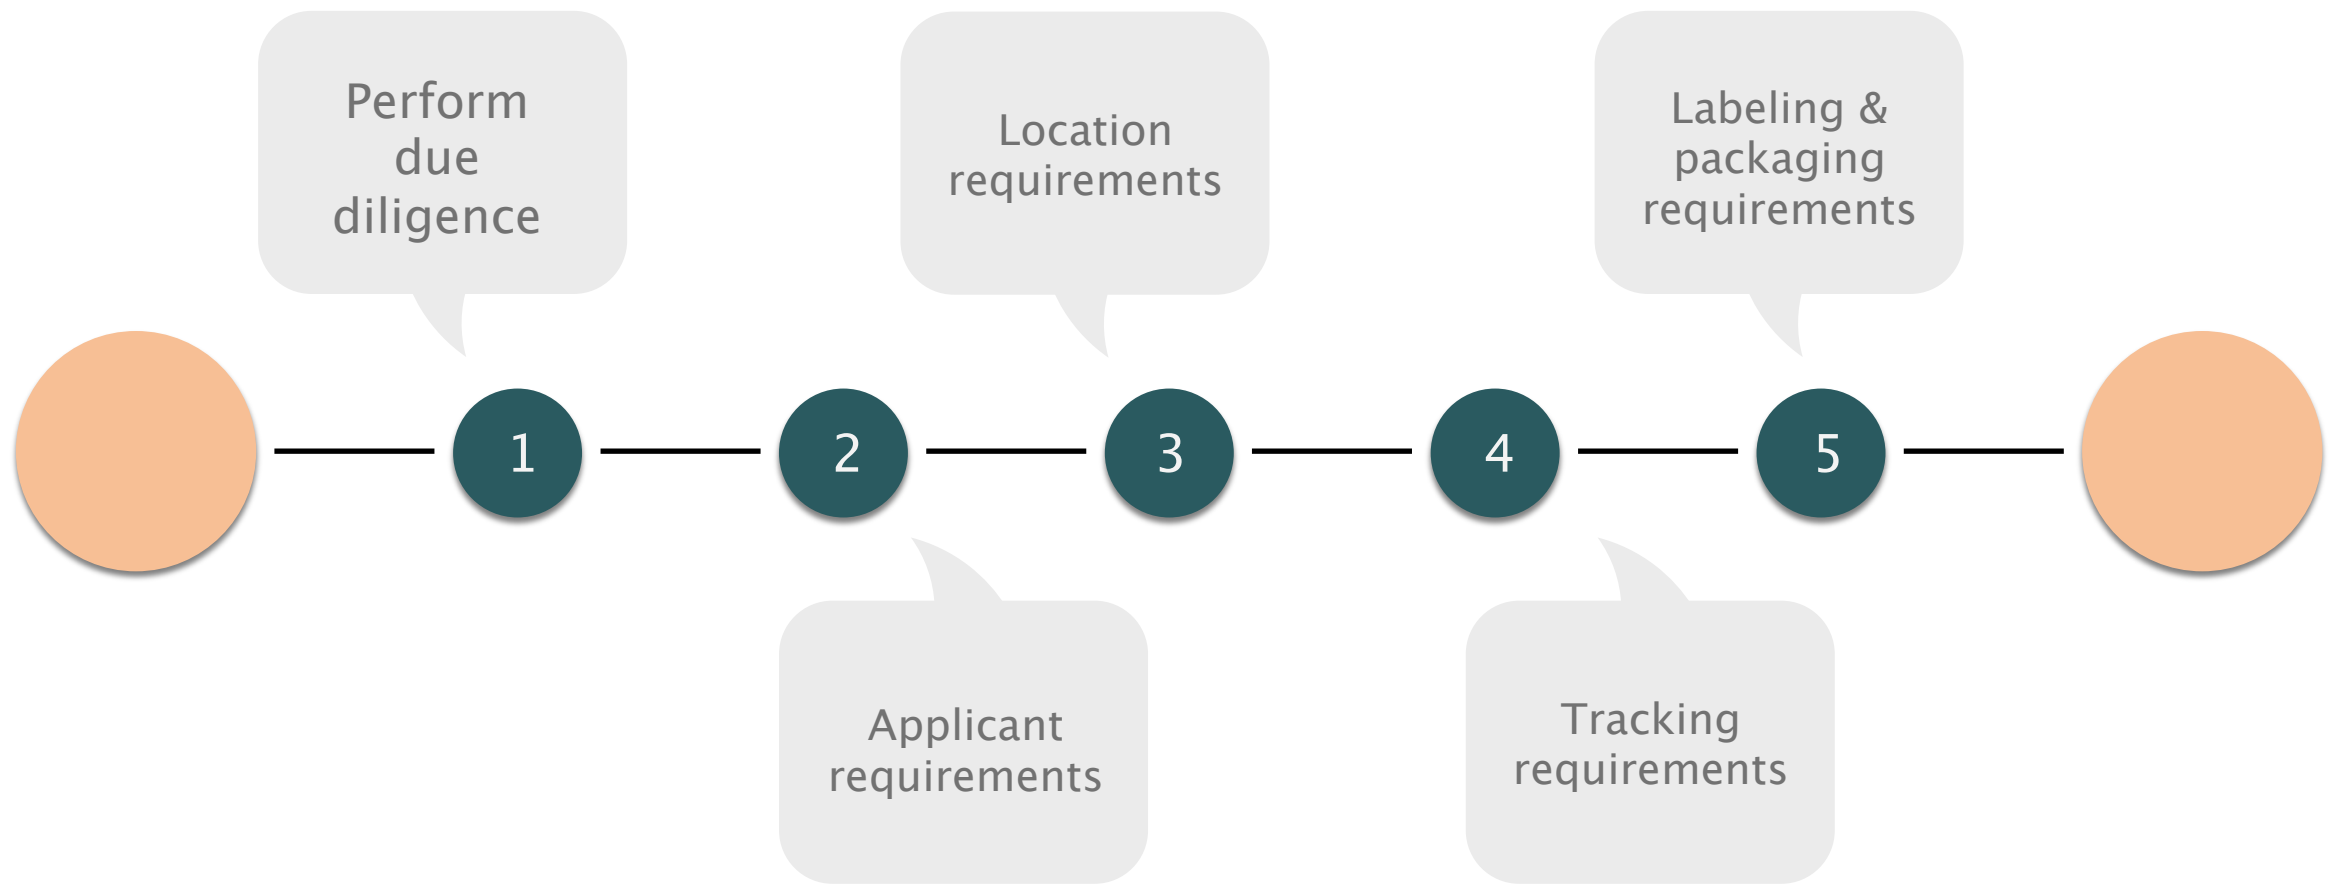 Perform
due
diligence
Location
requirements
Labeling &
packaging
requirements
1
2
3
4
5
Applicant
requirements
Tracking
requirements